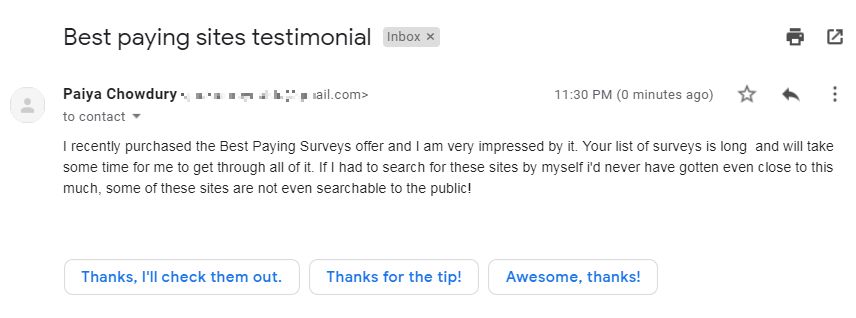 Best paying sites testimonial Inbox ×
Paiya Chowdury ail.com> 11:30 PM (0 minutes ago)
to contact
I recently purchased the Best Paying Surveys offer and I am very impressed by it. Your list of surveys is long and will take
some time for me to get through all of it. If I had to search for these sites by myself i'd never have gotten even close to this
much, some of these sites are not even searchable to the public!
Thanks, I'll check them out. Thanks for the tip! Awesome, thanks!